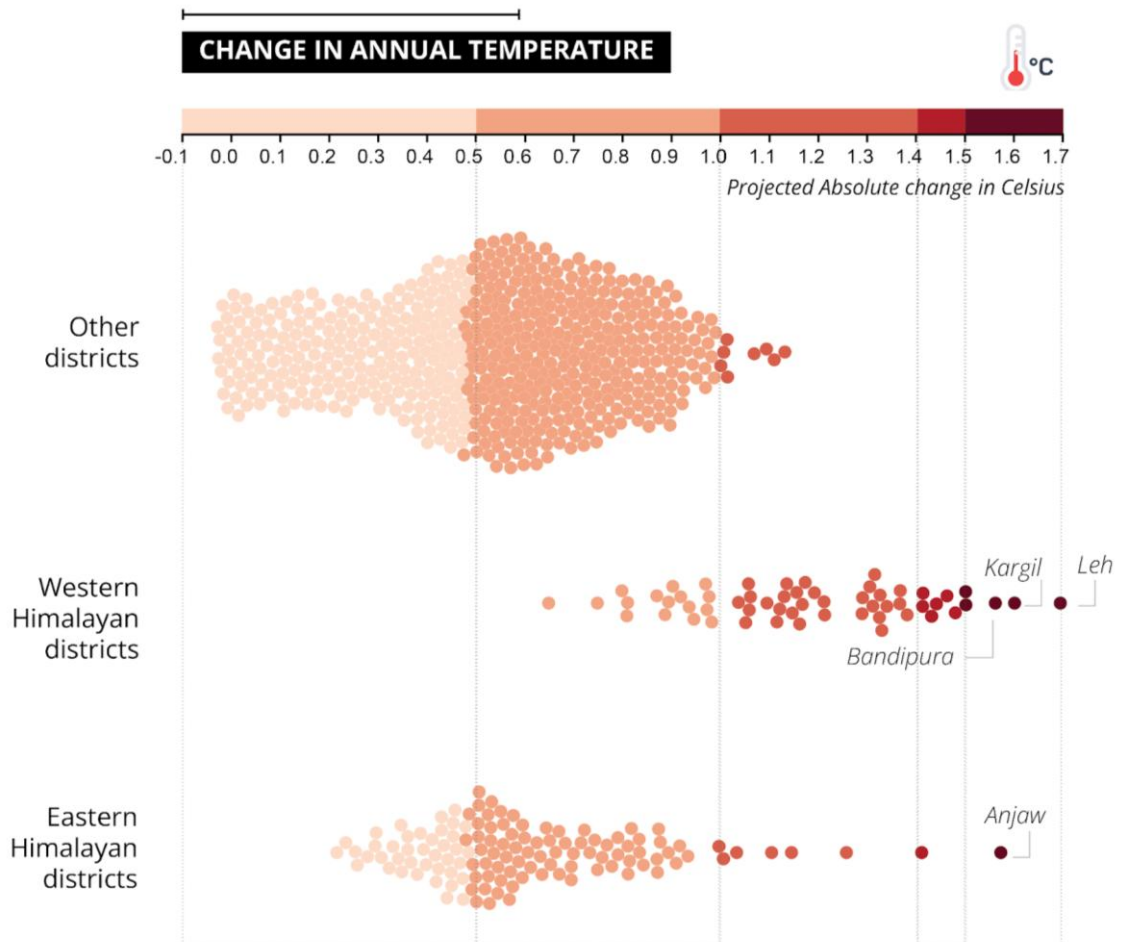 CHANGE IN ANNUAL TEMPERATURE
°C
-0.1 0.0 0.1 0.2 0.3 0.4 0.5 0.6 0.7 0.8 0.9 1.0 1.1 1.2 1.3 1.4 1.5 1.6 1.7
Projected Absolute change in Celsius
Other
districts
Western
Himalayan
districts
Kargil
Leh
Bandipura
Eastern
Himalayan
districts
Anjaw